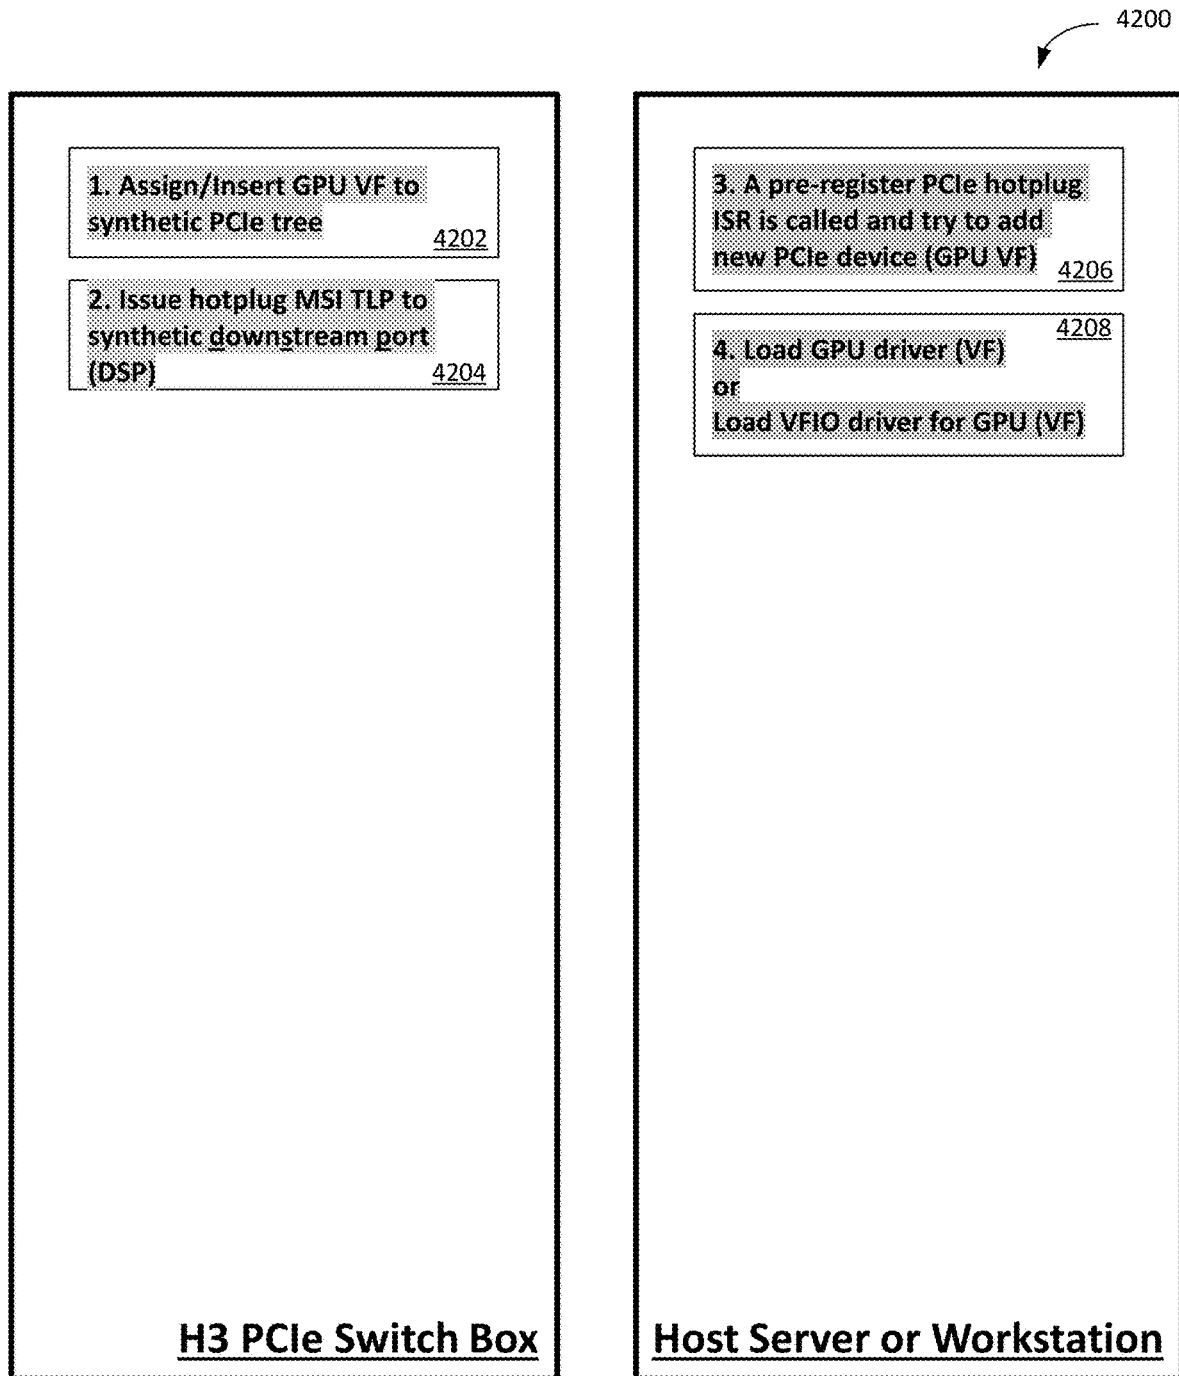 4200
1. Assign/Insert GPU VF to
synthetic PCIe tree
4202
2. Issue hotplug MSI TLP to
synthetic downstream port
(DSP)
4204
H3 PCIe Switch Box
3. A pre-register PCIe hotplug
ISR is called and try to add
new PCIe device (GPU VF)
4206
4208
4. Load GPU driver (VF)
or
Load VFIO driver for GPU (VF)
Host Server or Workstation